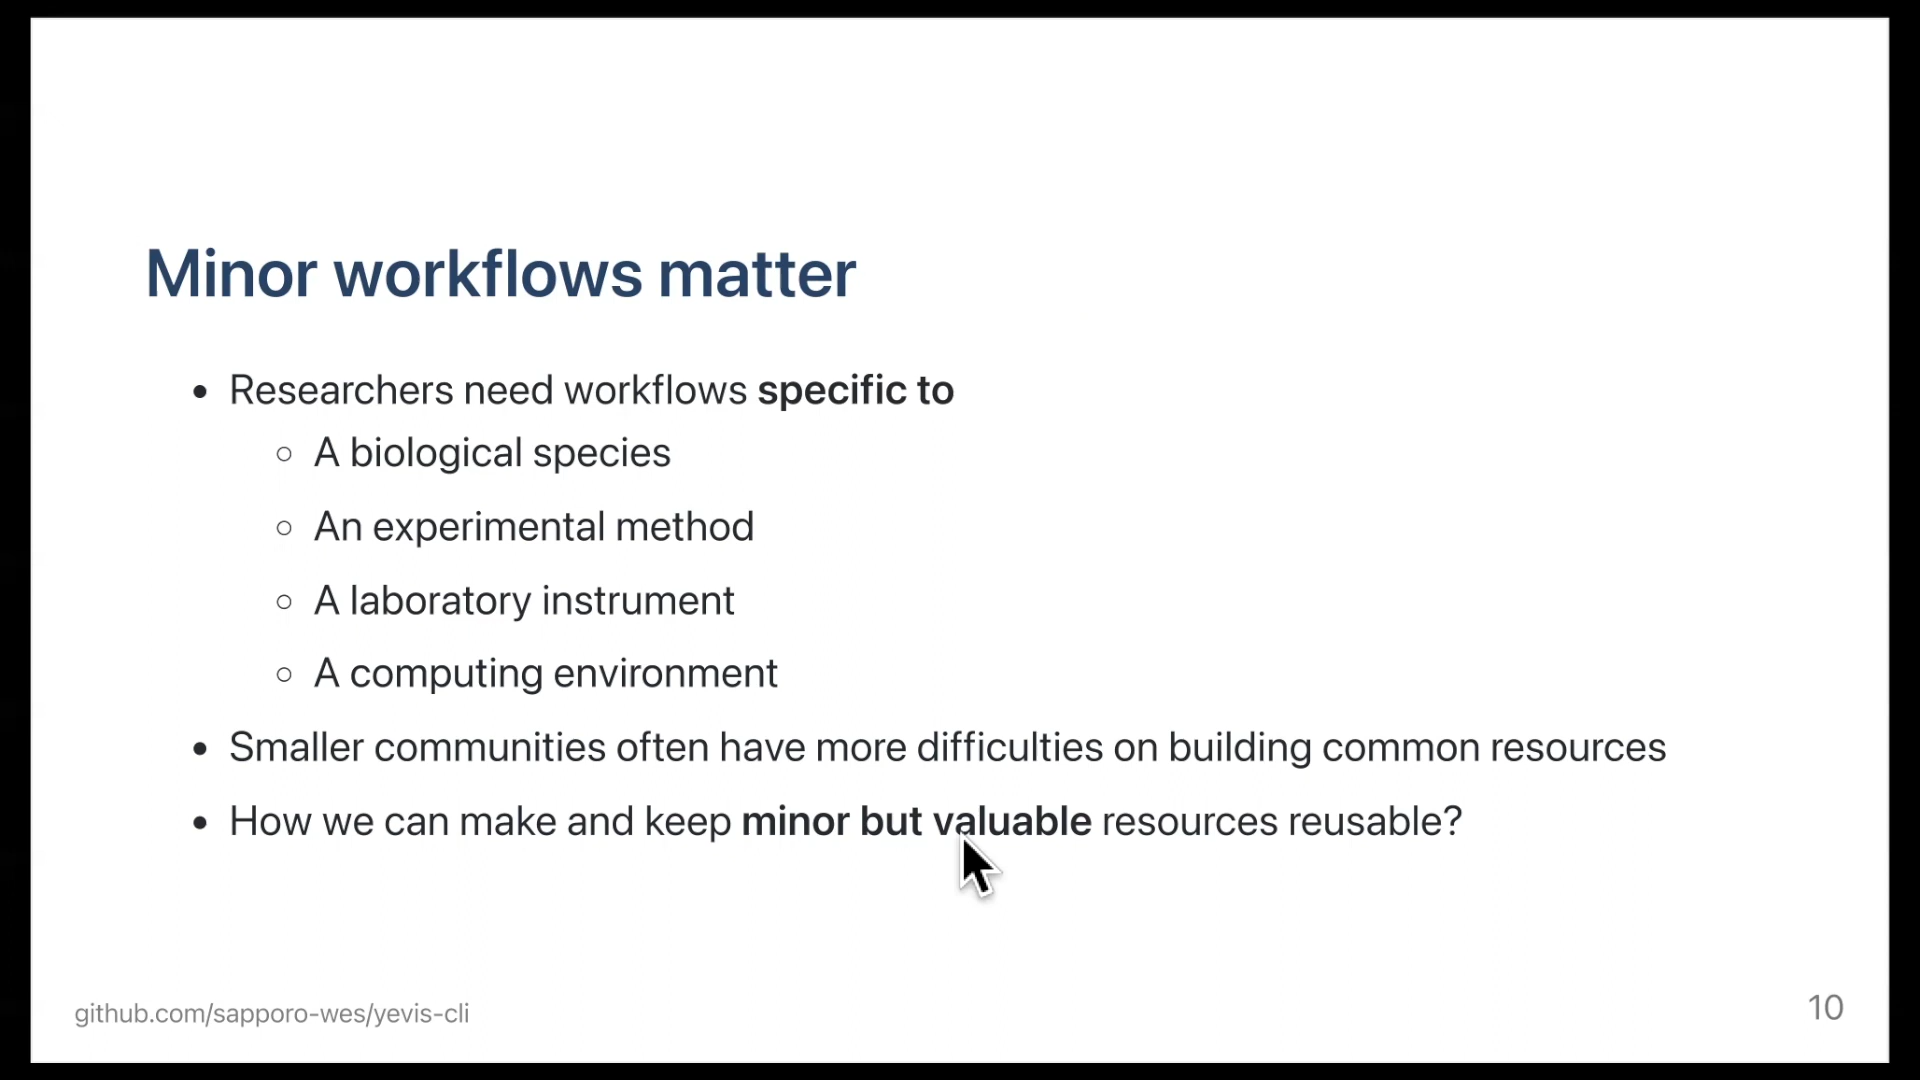 Minor workflows matter
• Researchers need workflows specific to
○ A biological species
○ An experimental method
○ A laboratory instrument
○ A computing environment
• Smaller communities often have more difficulties on building common resources
• How we can make and keep minor but valuable resources reusable?
github.com/sapporo-wes/yevis-cli
10